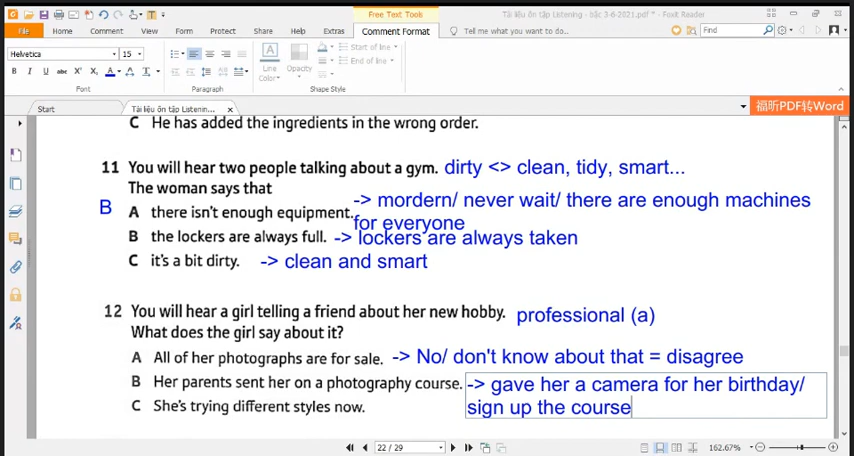 Free Text Tools
Tài liệu ôn tập Listening - bậc 3-6-2021.pdf * - Foxit Reader
File Home Comment View Form Protect Share Help Extras Comment Format Tell me what you want to do... Find
Helvetica 15 Start of line
B I U abc X² X₂ A A T Line Color Opacity End of line
Font Paragraph Shape Style
Start Tài liệu ôn tập Listenin... 福昕PDF转Word
C He has added the ingredients in the wrong order.
11 You will hear two people talking about a gym. dirty <> clean, tidy, smart...
The woman says that
B A there isn't enough equipment. -> mordern/ never wait/ there are enough machines
for everyone
B the lockers are always full. -> lockers are always taken
C it's a bit dirty. -> clean and smart
12 You will hear a girl telling a friend about her new hobby. professional (a)
What does the girl say about it?
A All of her photographs are for sale. -> No/ don't know about that = disagree
B Her parents sent her on a photography course. -> gave her a camera for her birthday/
C She's trying different styles now. sign up the course
22 / 29 162.67%